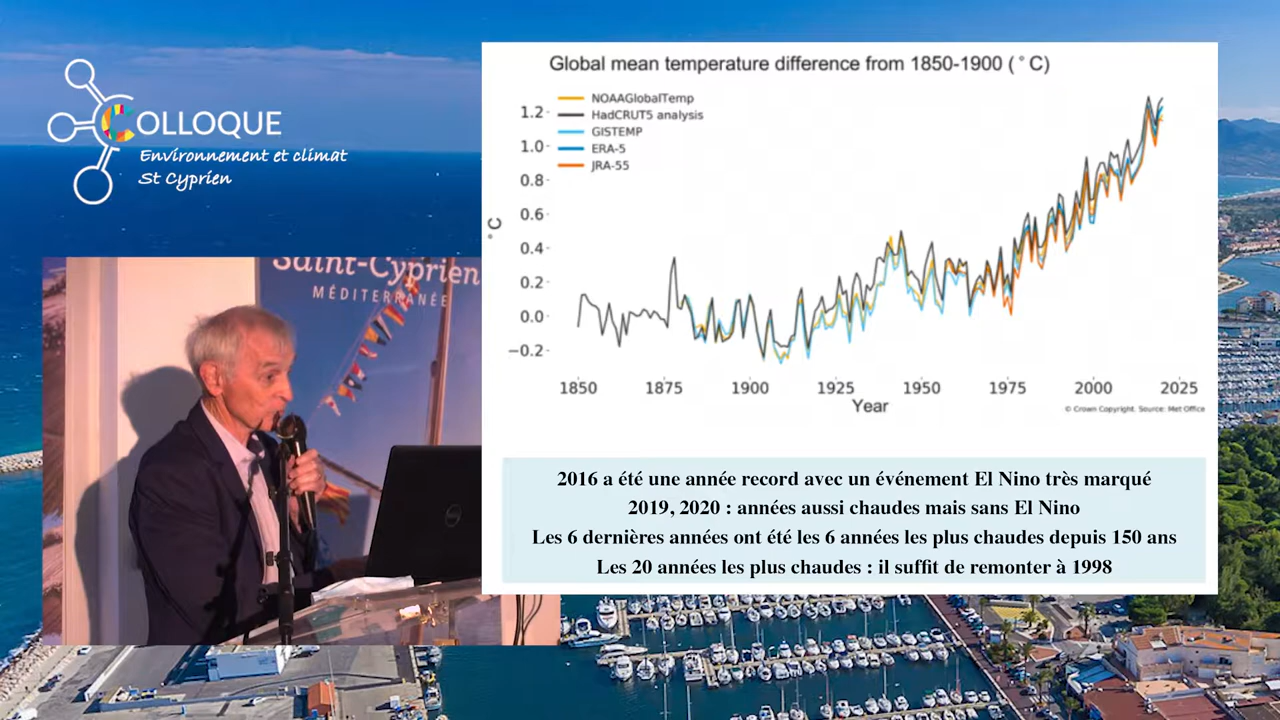 COLLOQUE
Environnement et climat
St Cyprien
Saint-Cyprien
MÉDITERRANÉE
DELL
Global mean temperature difference from 1850-1900 (°C)
NOAAGlobalTemp
HadCRUT5 analysis
GISTEMP
ERA-5
JRA-55
°C
1.2
1.0
0.8
0.6
0.4
0.2
0.0
−0.2
1850 1875 1900 1925 1950 1975 2000 2025
Year
© Crown Copyright. Source: Met Office
2016 a été une année record avec un événement El Nino très marqué
2019, 2020 : années aussi chaudes mais sans El Nino
Les 6 dernières années ont été les 6 années les plus chaudes depuis 150 ans
Les 20 années les plus chaudes : il suffit de remonter à 1998